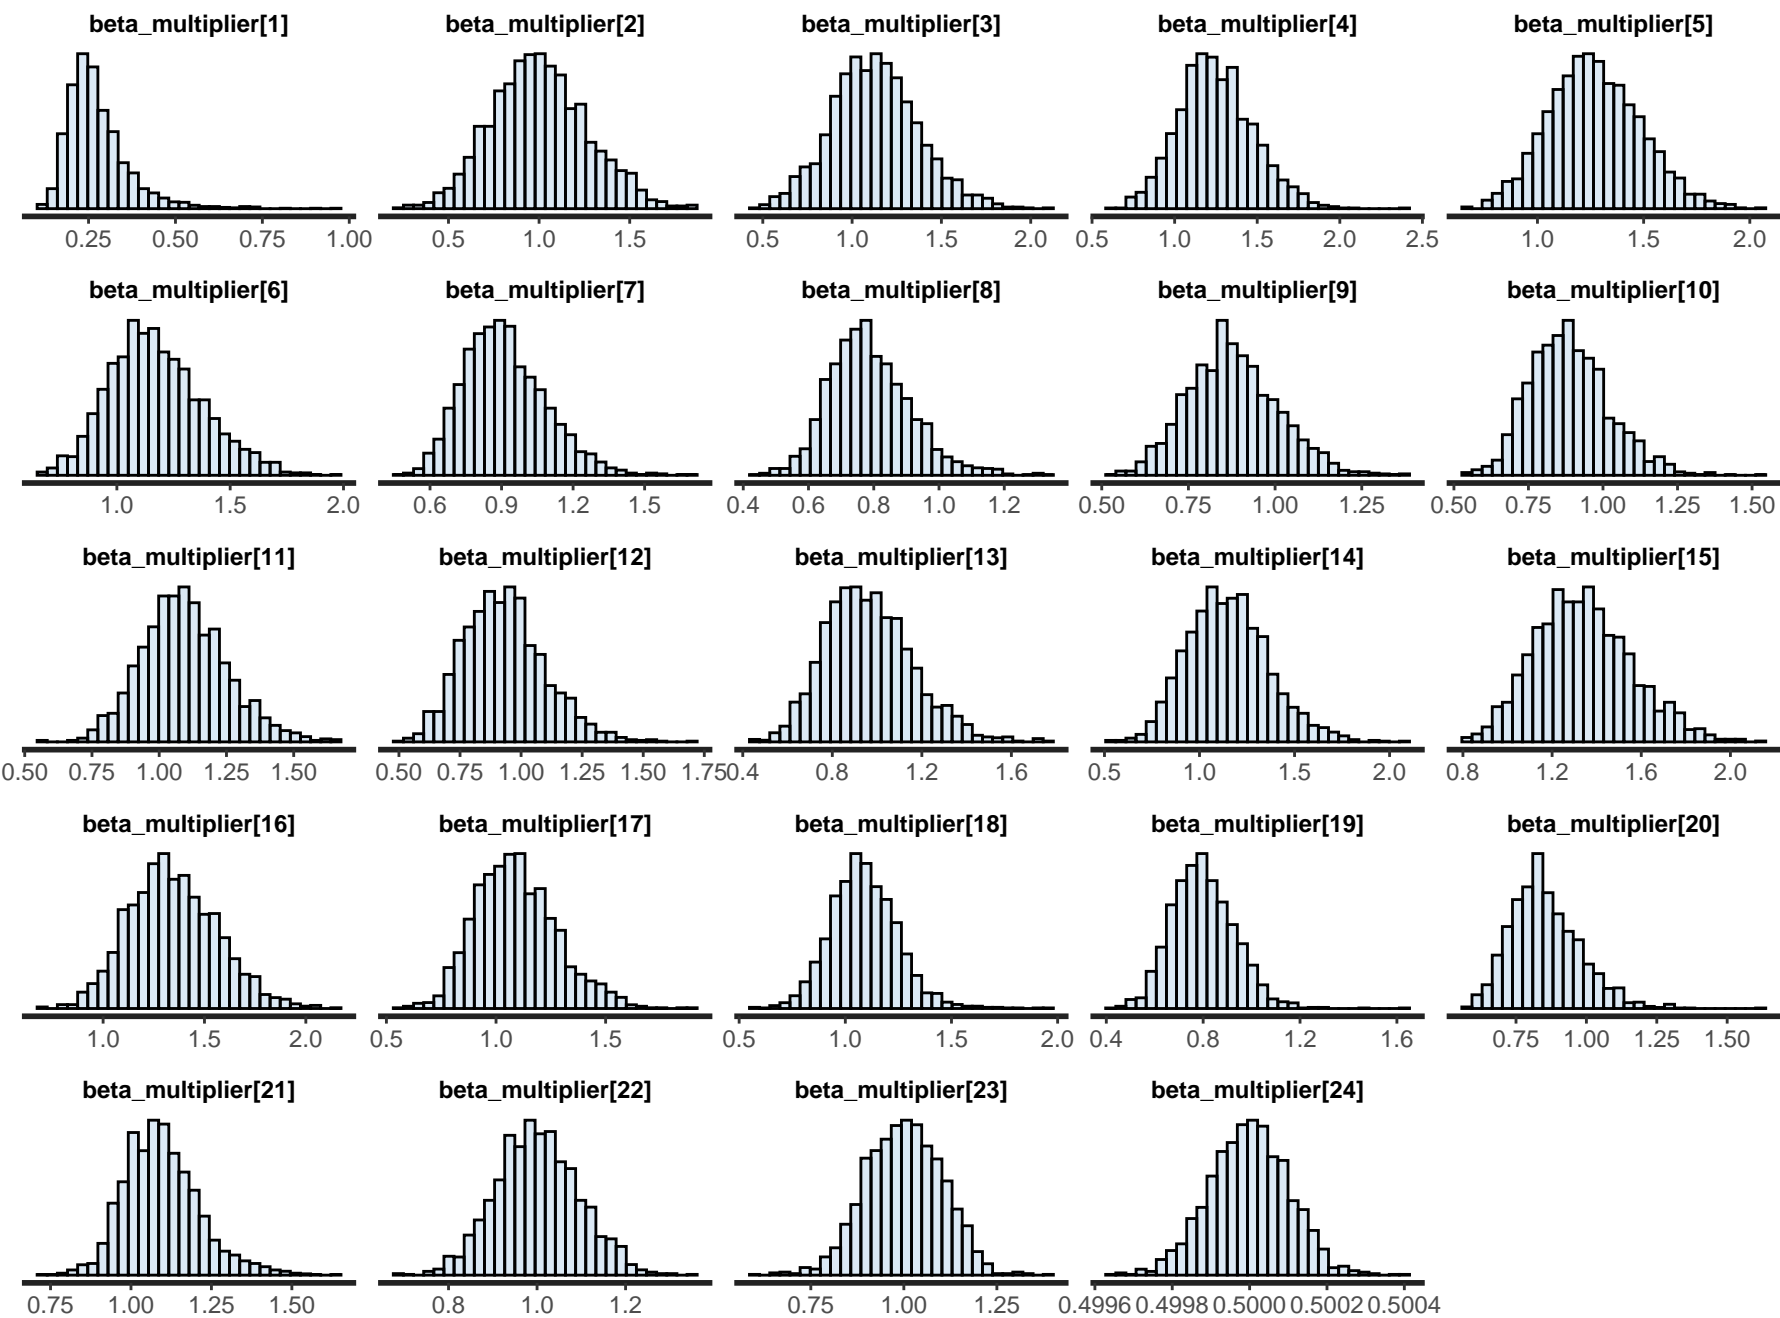 beta_multiplier[1] beta_multiplier[2] beta_multiplier[3] beta_multiplier[4] beta_multiplier[5]
0.25 0.50 0.75 1.00 0.5 1.0 1.5 0.5 1.0 1.5 2.0 0.5 1.0 1.5 2.0 2.5 1.0 1.5 2.0
beta_multiplier[6] beta_multiplier[7] beta_multiplier[8] beta_multiplier[9] beta_multiplier[10]
1.0 1.5 2.0 0.6 0.9 1.2 1.5 0.4 0.6 0.8 1.0 1.2 0.50 0.75 1.00 1.25 0.50 0.75 1.00 1.25 1.50
beta_multiplier[11] beta_multiplier[12] beta_multiplier[13] beta_multiplier[14] beta_multiplier[15]
0.50 0.75 1.00 1.25 1.50 0.50 0.75 1.00 1.25 1.50 1.75 0.4 0.8 1.2 1.6 0.5 1.0 1.5 2.0 0.8 1.2 1.6 2.0
beta_multiplier[16] beta_multiplier[17] beta_multiplier[18] beta_multiplier[19] beta_multiplier[20]
1.0 1.5 2.0 0.5 1.0 1.5 0.5 1.0 1.5 2.0 0.4 0.8 1.2 1.6 0.75 1.00 1.25 1.50
beta_multiplier[21] beta_multiplier[22] beta_multiplier[23] beta_multiplier[24]
0.75 1.00 1.25 1.50 0.8 1.0 1.2 0.75 1.00 1.25 0.4996 0.4998 0.5000 0.5002 0.5004